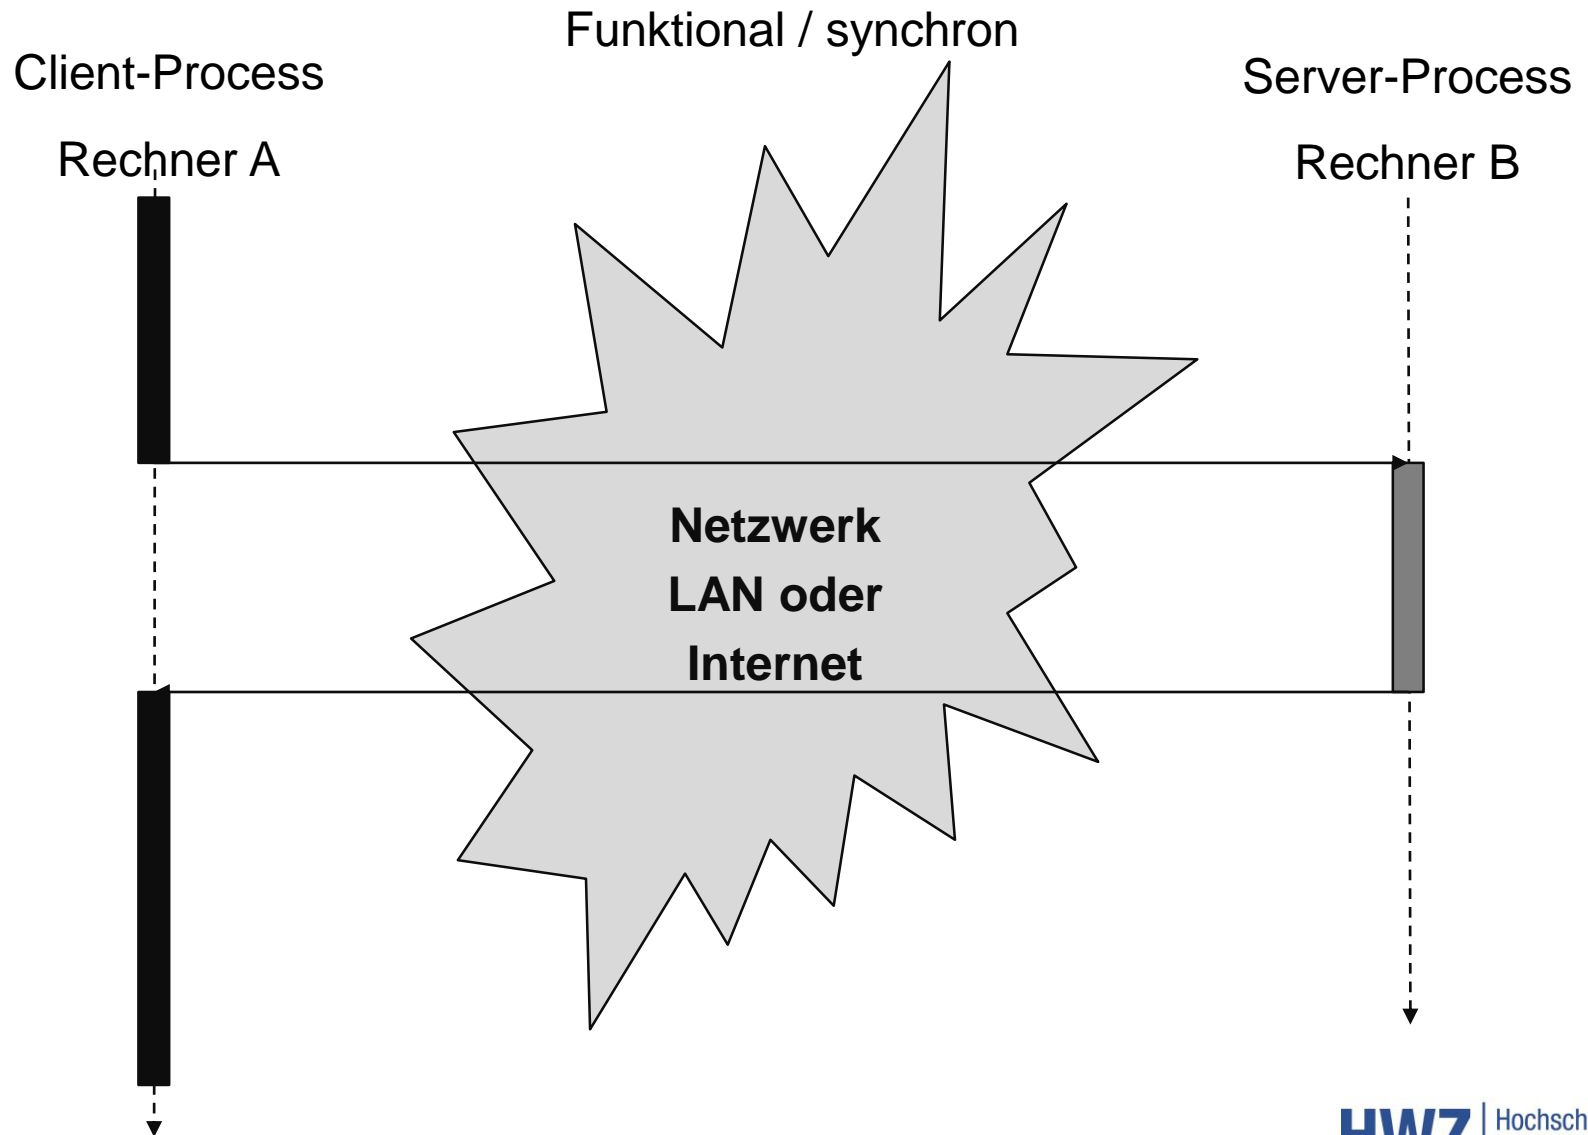 Funktional / synchron
Client-Process
Server-Process
Rechner A
Rechner B
Netzwerk
LAN oder
Internet
HWZ
Hochsch